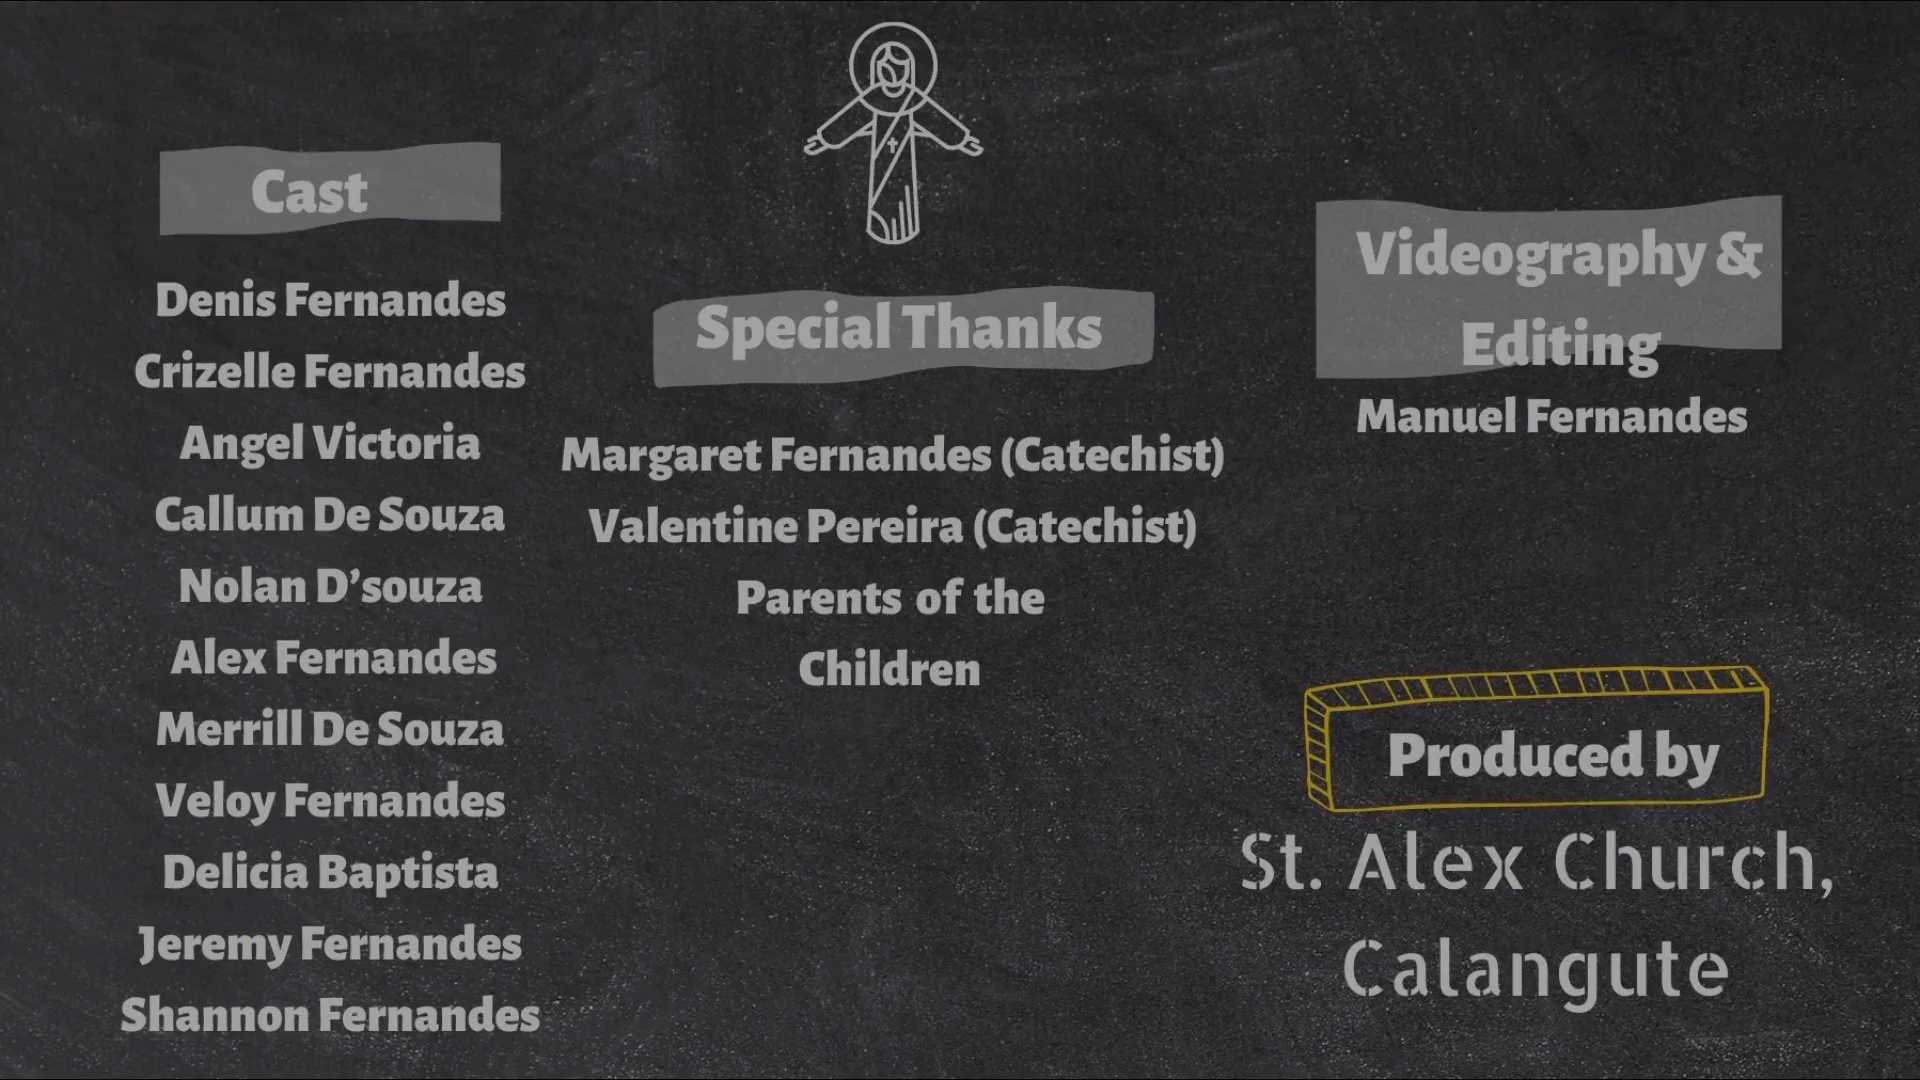 Cast
Denis Fernandes
Crizelle Fernandes
Angel Victoria
Callum De Souza
Nolan D’souza
Alex Fernandes
Merrill De Souza
Veloy Fernandes
Delicia Baptista
Jeremy Fernandes
Shannon Fernandes
Special Thanks
Margaret Fernandes (Catechist)
Valentine Pereira (Catechist)
Parents of the
Children
Videography &
Editing
Manuel Fernandes
Produced by
St. Alex Church,
Calangute